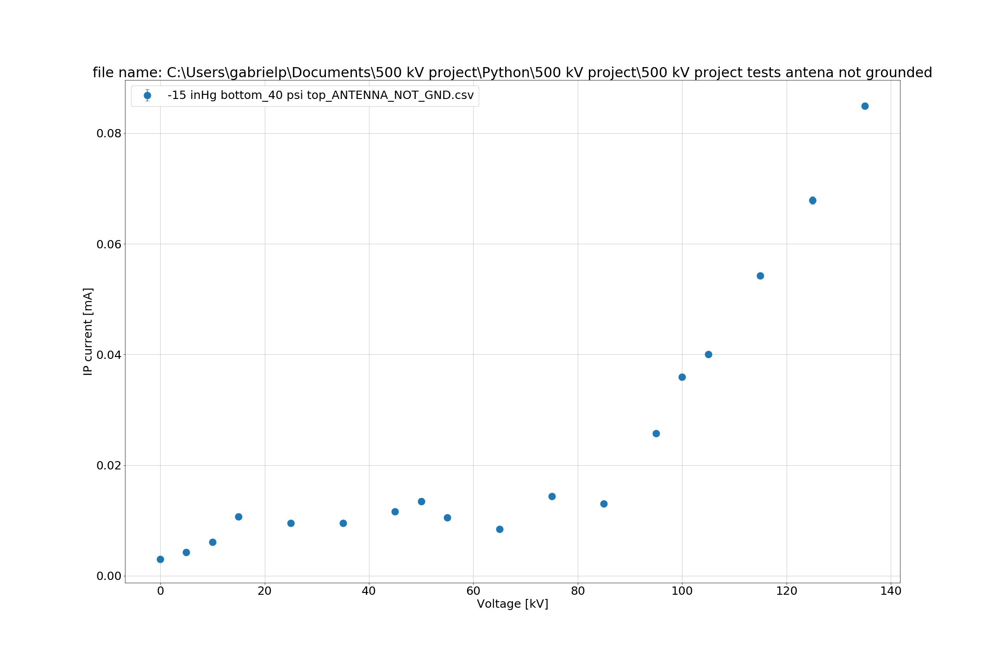 file name: C:\Users\gabrielp\Documents\500 kV project\Python\500 kV project\500 kV project tests antena not grounded
-15 inHg bottom_40 psi top_ANTENNA_NOT_GND.csv
0.08
0.06
0.04
0.02
0.00
IP current [mA]
0 20 40 60 80 100 120 140
Voltage [kV]